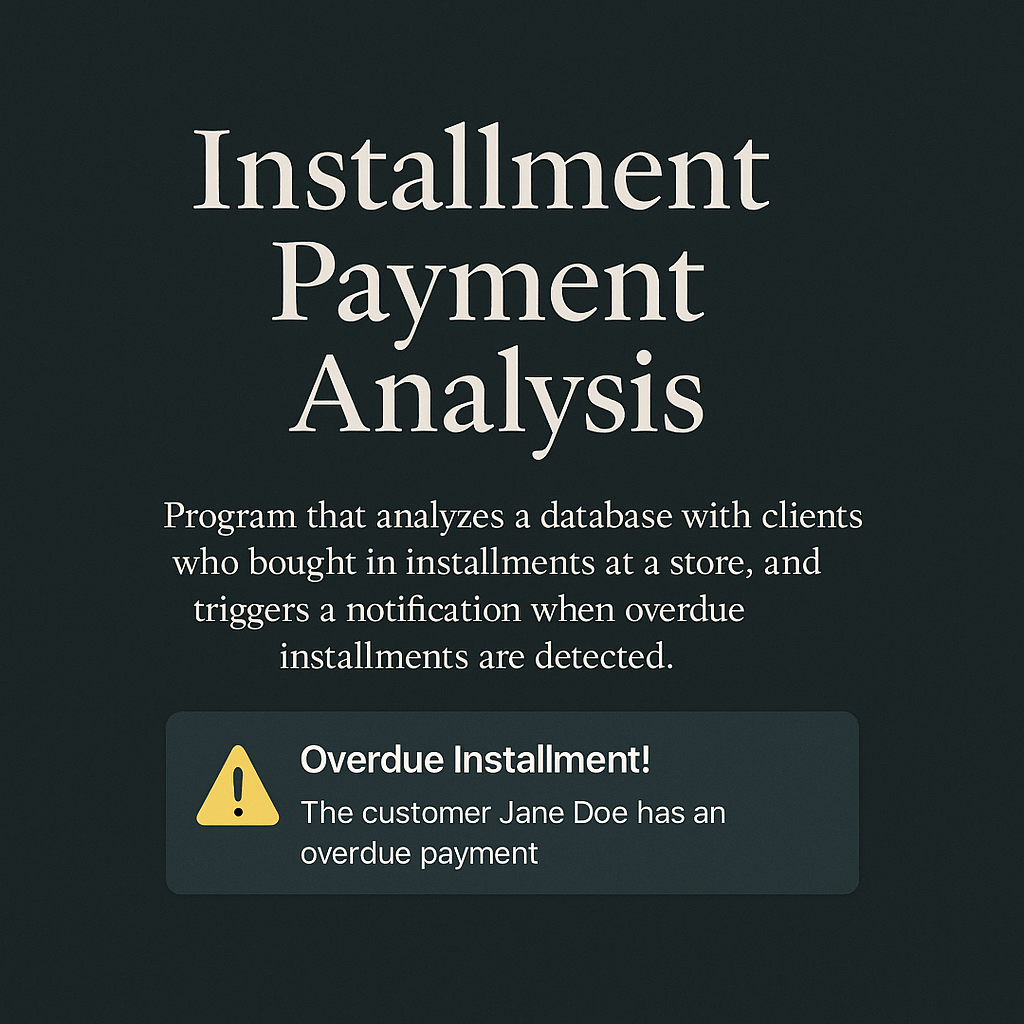 Installment
Payment
Analysis
Program that analyzes a database with clients
who bought in installments at a store, and
triggers a notification when overdue
installments are detected.
Overdue Installment!
The customer Jane Doe has an
overdue payment